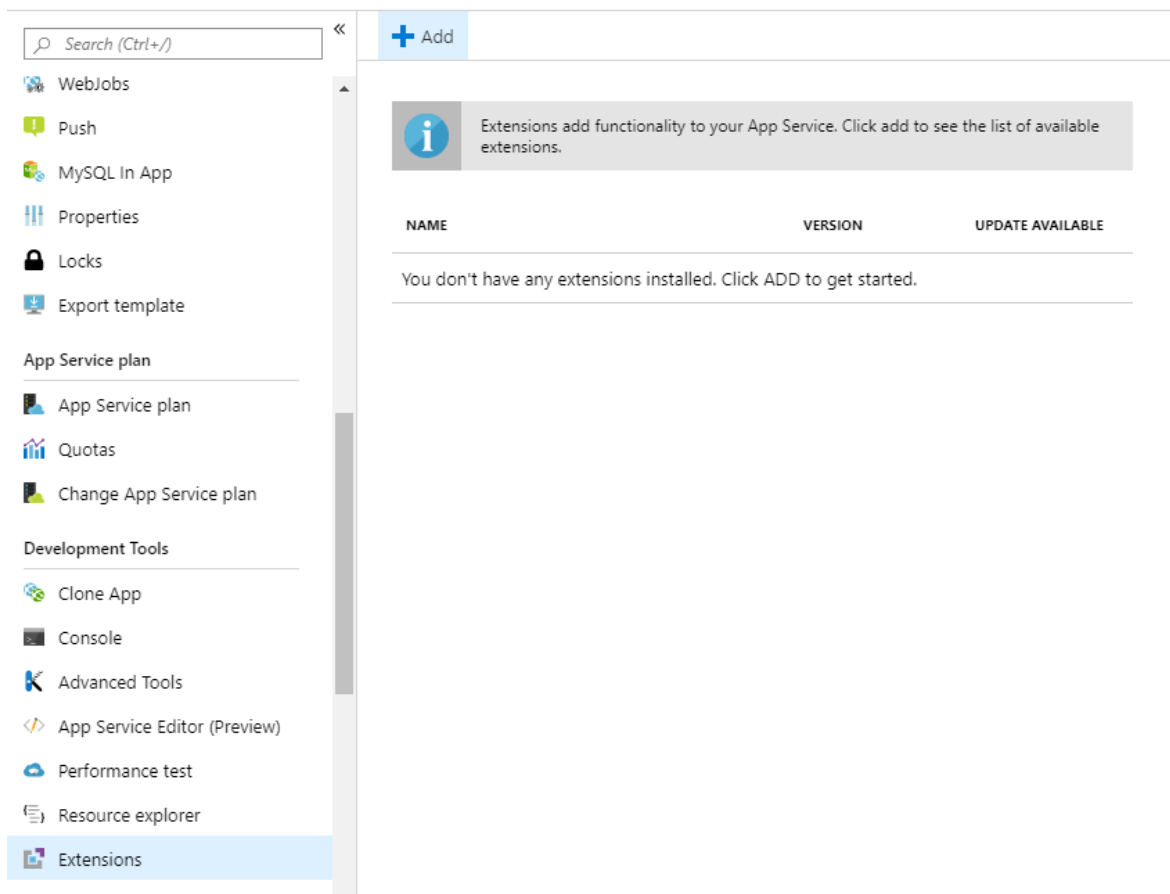 Search (Ctrl+/)
«
WebJobs
Push
MySQL In App
Properties
Locks
Export template
App Service plan
App Service plan
Quotas
Change App Service plan
Development Tools
Clone App
Console
Advanced Tools
App Service Editor (Preview)
Performance test
Resource explorer
Extensions
Add
Extensions add functionality to your App Service. Click add to see the list of available
extensions.
NAME VERSION UPDATE AVAILABLE
You don't have any extensions installed. Click ADD to get started.